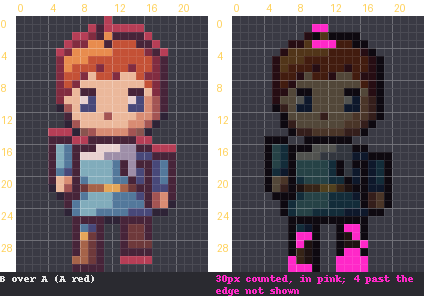 0 4 8 12 16 20 0 4 8 12 16 20
0 0
4 4
8 8
12 12
16 16
20 20
24 24
28 28
B over A (A red) 30px counted, in pink; 4 past the
edge not shown